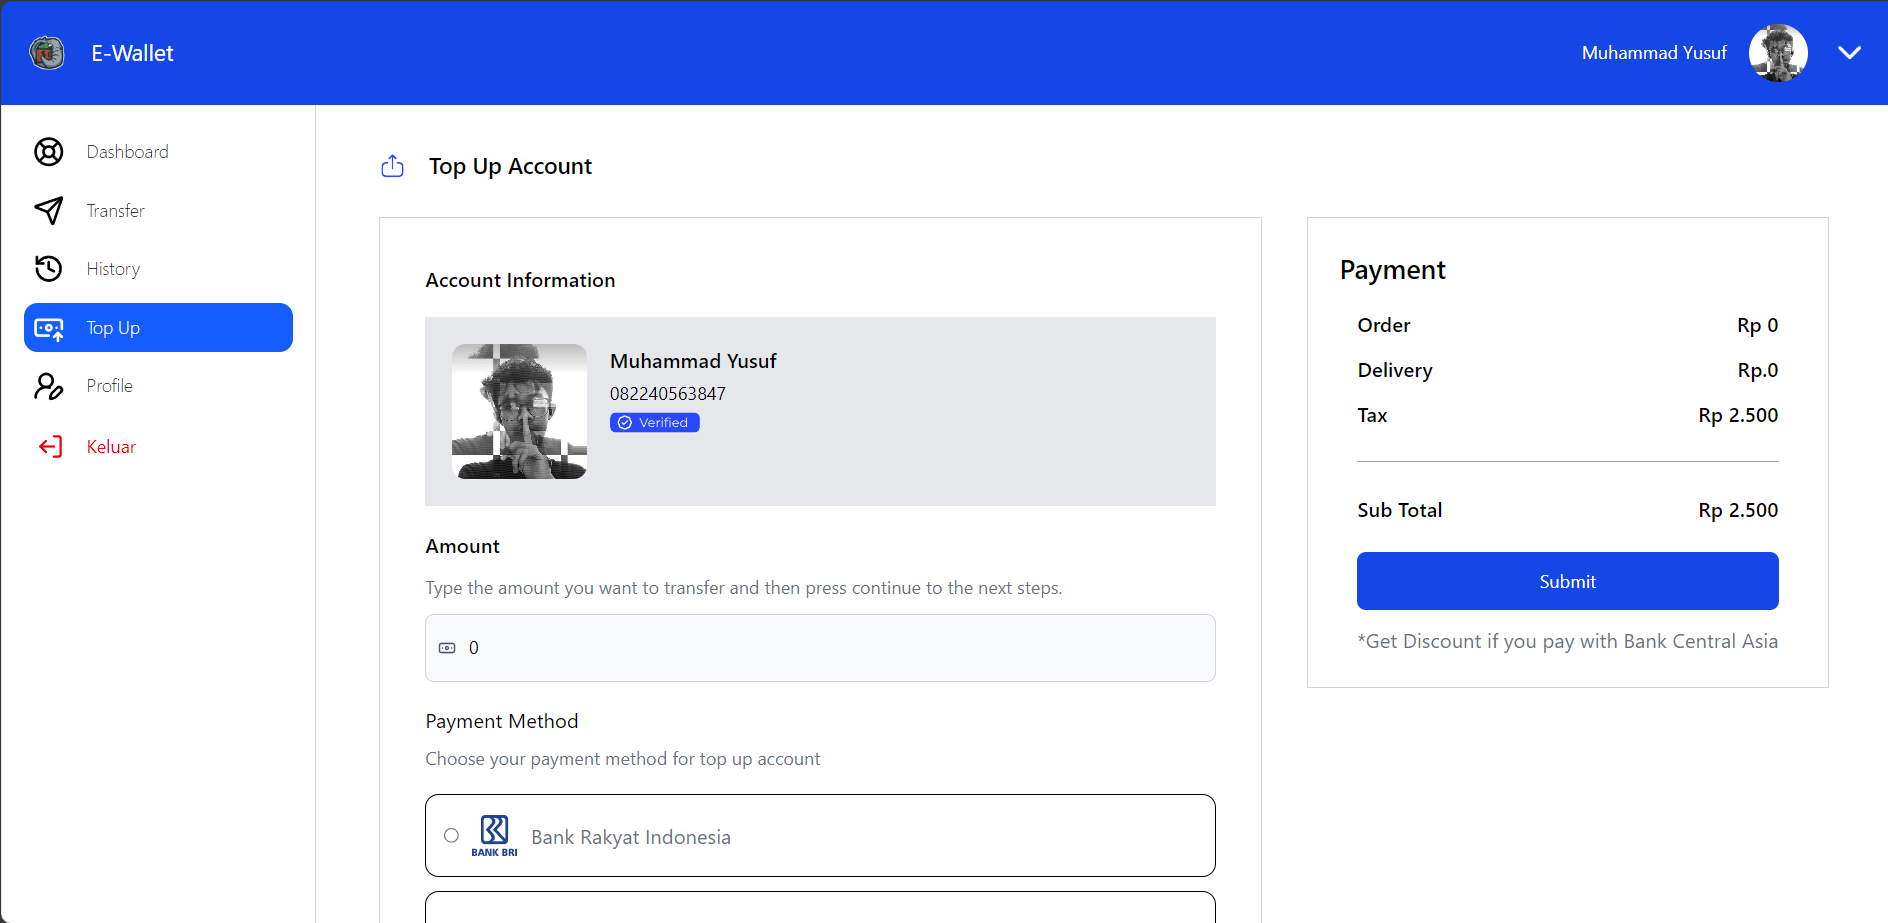 E-Wallet
Muhammad Yusuf
Dashboard
Transfer
History
Top Up
Profile
Keluar
Top Up Account
Account Information
Muhammad Yusuf
082240563847
Verified
Amount
Type the amount you want to transfer and then press continue to the next steps.
0
Payment Method
Choose your payment method for top up account
BANK BRI
Bank Rakyat Indonesia
Payment
Order Rp 0
Delivery Rp.0
Tax Rp 2.500
Sub Total Rp 2.500
Submit
*Get Discount if you pay with Bank Central Asia